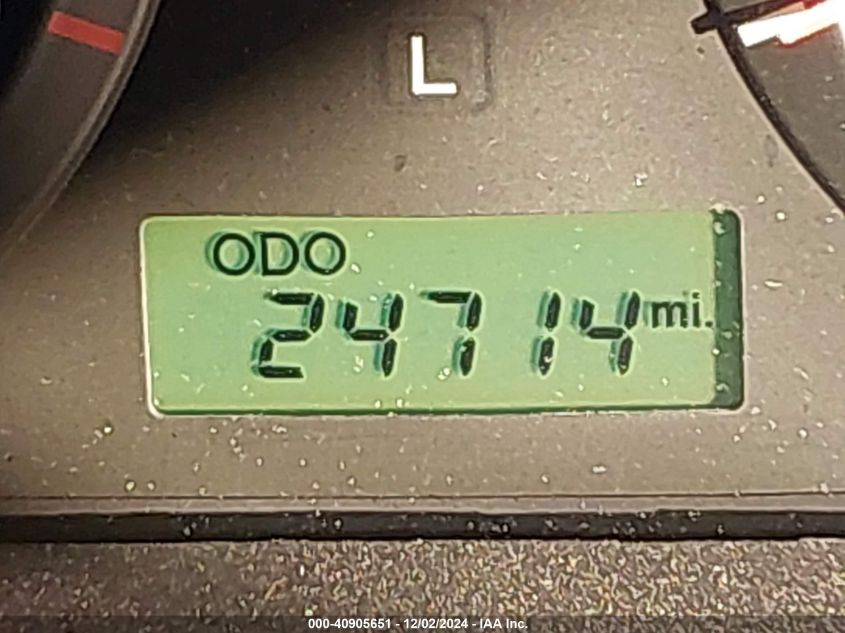 L
ODO
24714 mi.
000-40905651 - 12/02/2024 - IAA Inc.